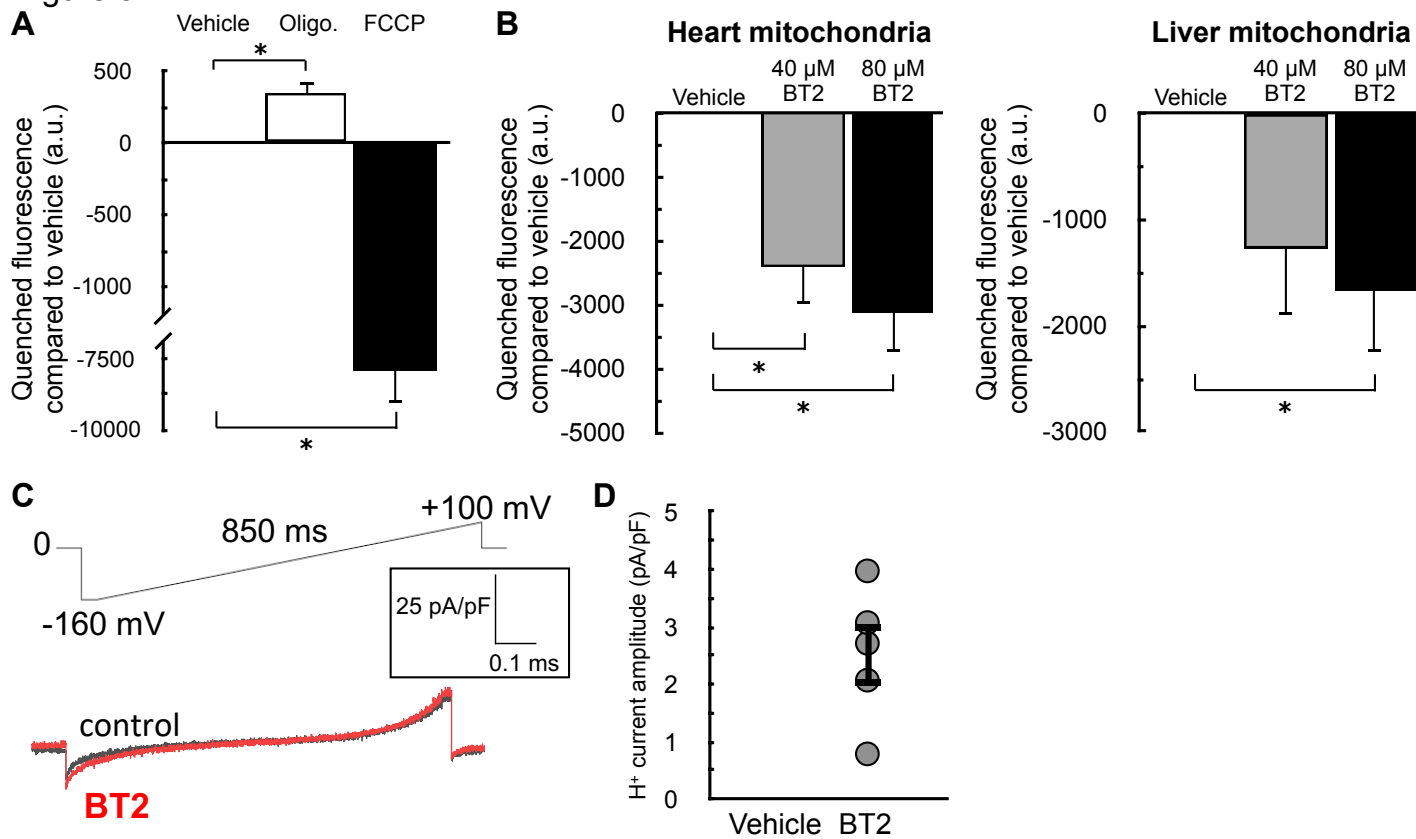 A
Vehicle Oligo. FCCP
*
Quenched fluorescence
compared to vehicle (a.u.)
500
0
-500
-1000
-7500
-10000
*
B
Heart mitochondria
Vehicle
40 µM
BT2
80 µM
BT2
Quenched fluorescence
compared to vehicle (a.u.)
0
-1000
-2000
-3000
-4000
-5000
*
*
Liver mitochondria
Vehicle
40 µM
BT2
80 µM
BT2
Quenched fluorescence
compared to vehicle (a.u.)
0
-1000
-2000
-3000
*
C
0
-160 mV
850 ms
+100 mV
25 pA/pF
0.1 ms
control
BT2
D
H+ current amplitude (pA/pF)
5
4
3
2
1
0
Vehicle BT2